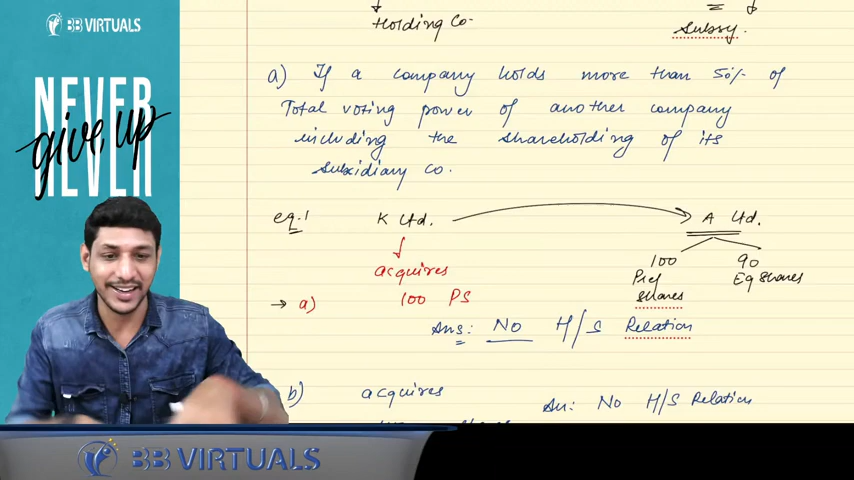 BB VIRTUALS
NEVER
give up
NEVER
Holding Co.
Subsy.
a) If a company holds more than 50% of
Total voting power of another company
including the shareholding of its
subsidiary co.
eg.1 K Ltd. A Ltd.
acquires
100 90
Pref Eq shares
shares
→ a) 100 PS
Ans: No H/S Relation
b) acquires
An: No H/S Relation
BB VIRTUALS